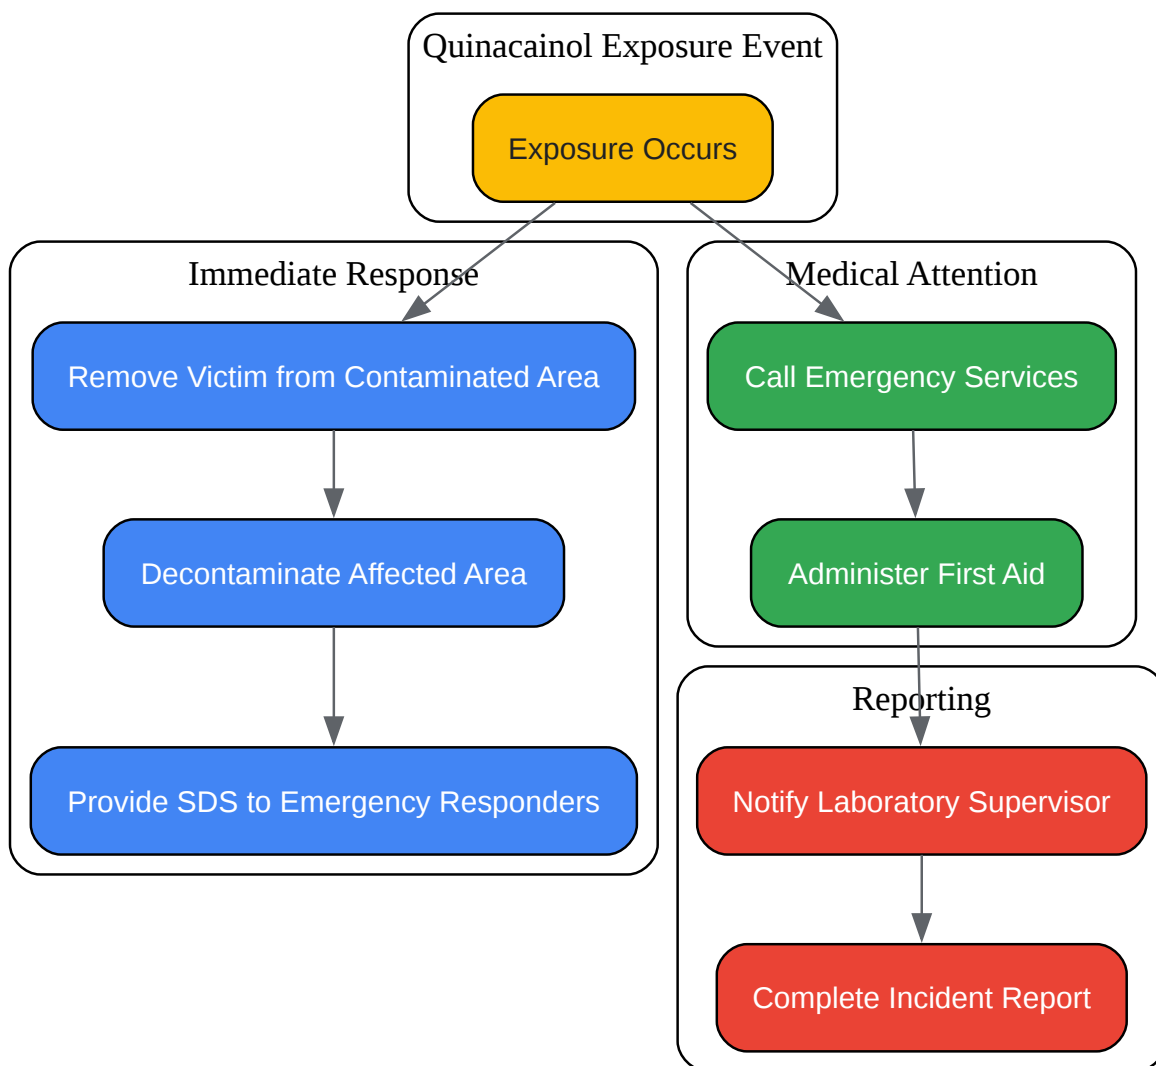 Quinacainol Exposure Event
Exposure Occurs
Immediate Response
Remove Victim from Contaminated Area
Decontaminate Affected Area
Provide SDS to Emergency Responders
Medical Attention
Call Emergency Services
Administer First Aid
Reporting
Notify Laboratory Supervisor
Complete Incident Report